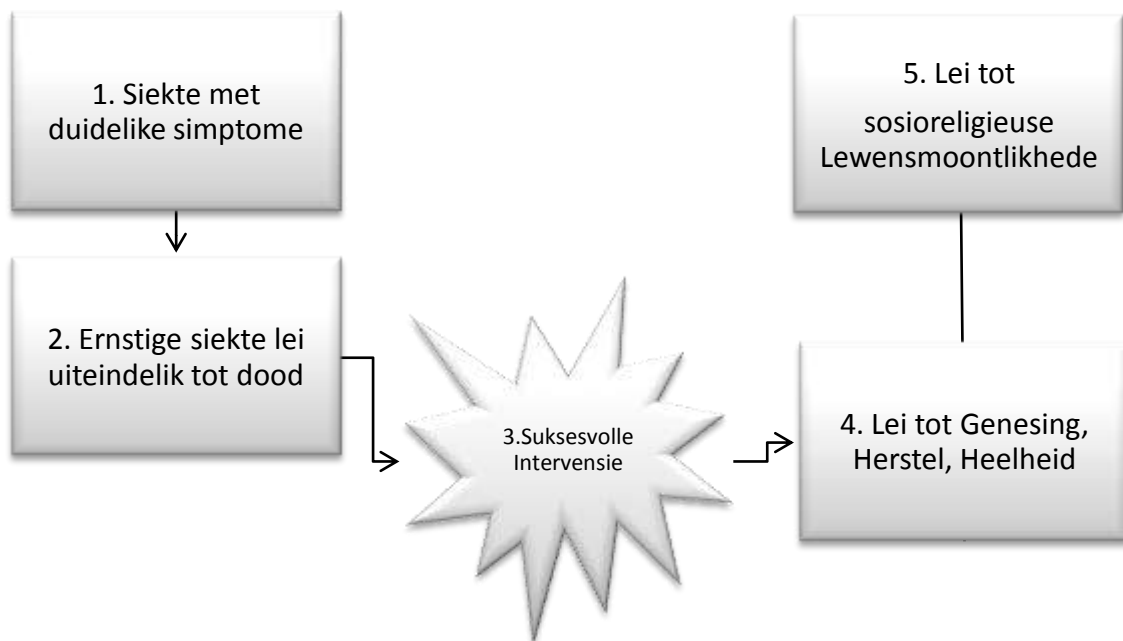 1. Siekte met
duidelike simptome
2. Ernstige siekte lei
uiteindelik tot dood
3.Suksesvolle
Intervensie
4. Lei tot Genesing,
Herstel, Heelheid
5. Lei tot
sosioreligieuse
Lewensmoontlikhede